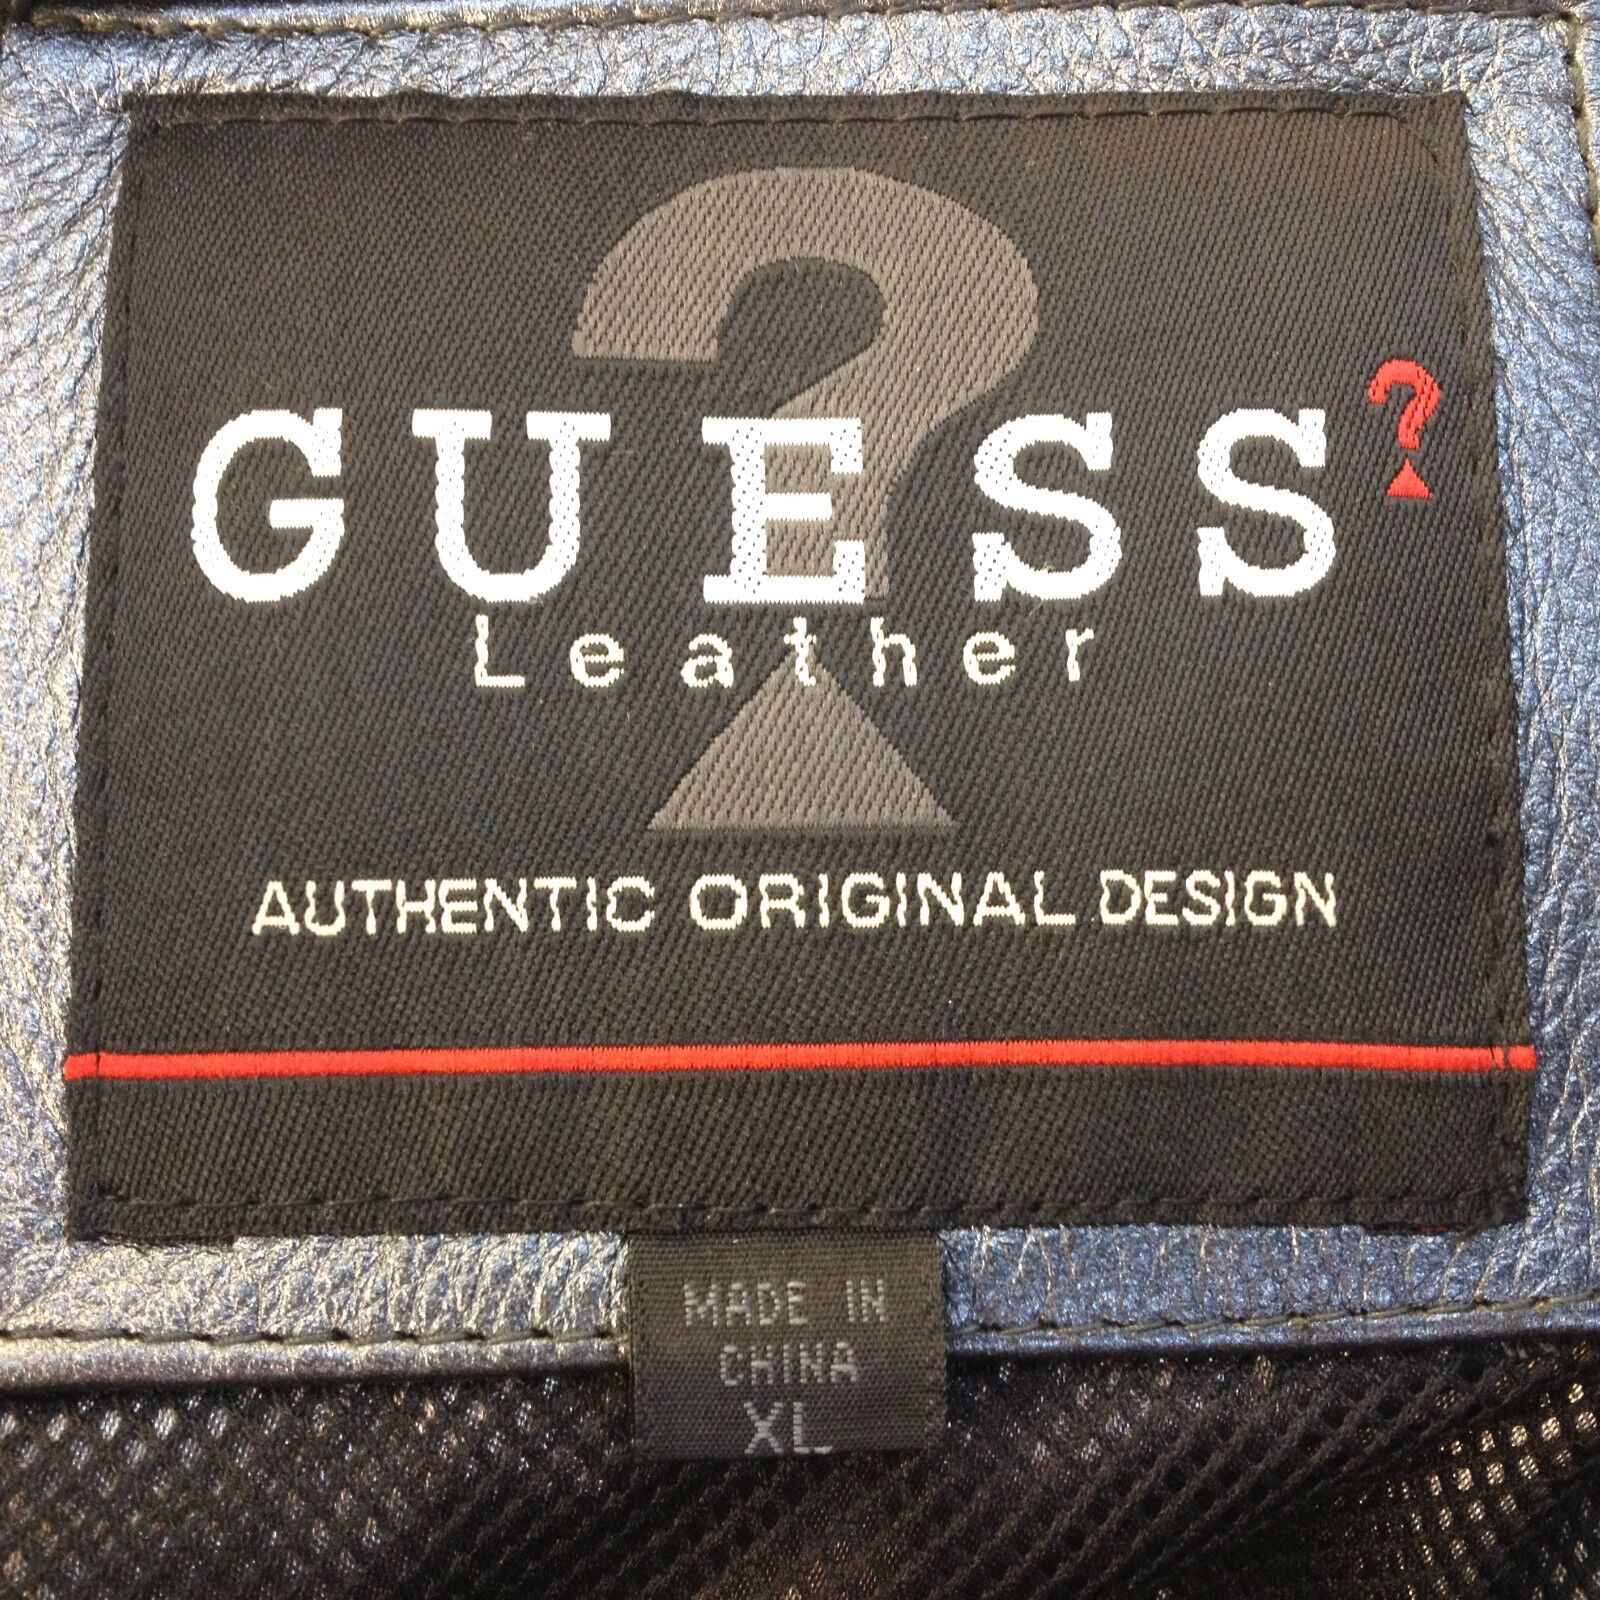 GUESS?
Leather
AUTHENTIC ORIGINAL DESIGN
MADE IN
CHINA
XL